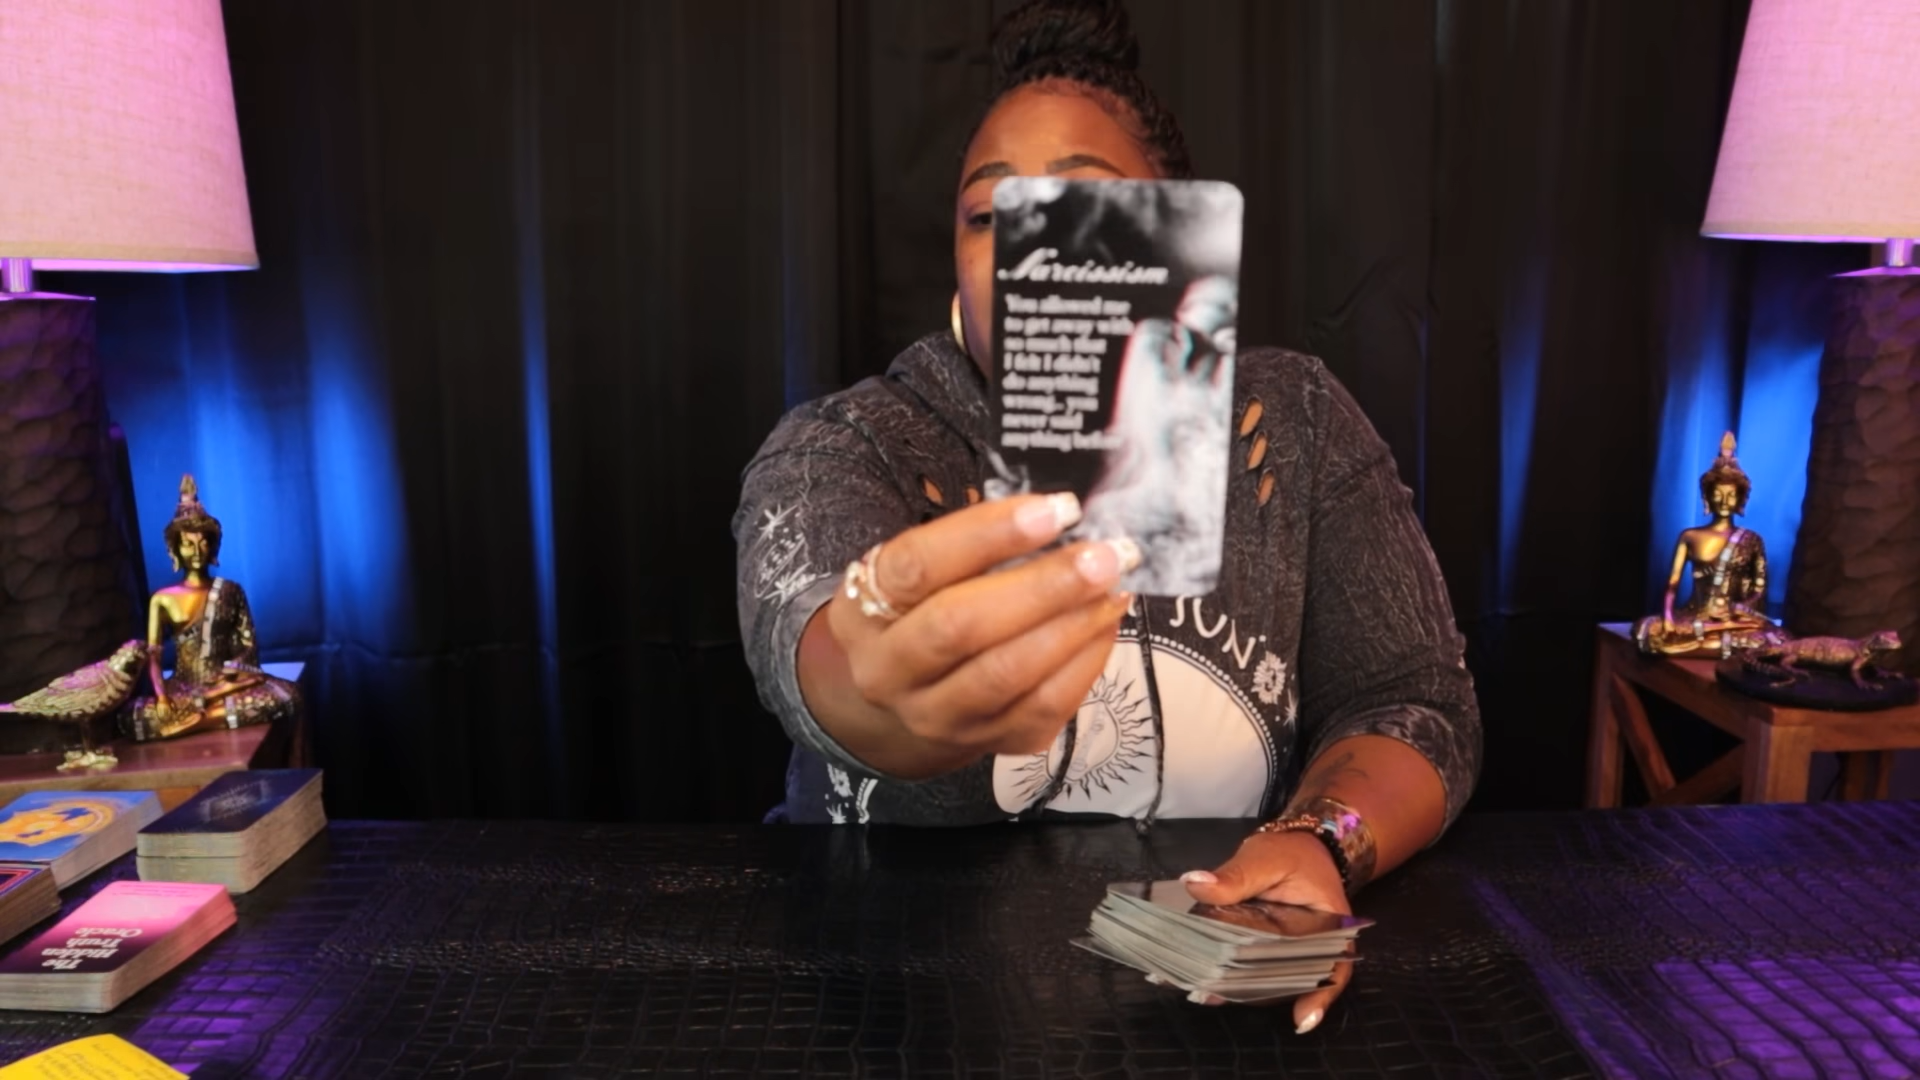 Narcissism
You allowed me
to get away with
so much that
I felt I didn't
do anything
wrong.. you
never said
anything before
SUN
The
Hidden
Truth
Oracle